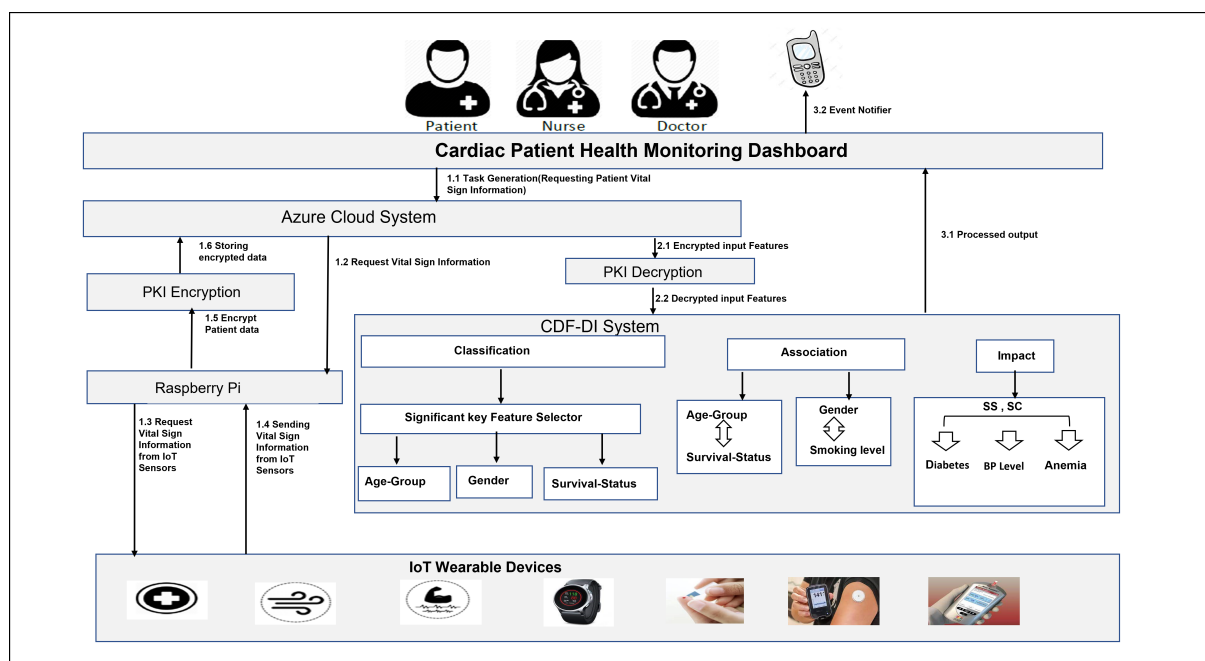 Patient
Nurse
Doctor
3.2 Event Notifier
Cardiac Patient Health Monitoring Dashboard
1.1 Task Generation(Requesting Patient Vital
Sign Information)
Azure Cloud System
1.6 Storing
encrypted data
1.2 Request Vital Sign Information
2.1 Encrypted input Features
3.1 Processed output
PKI Encryption
PKI Decryption
1.5 Encrypt
Patient data
2.2 Decrypted input Features
CDF-DI System
Classification
Association
Impact
Raspberry Pi
Significant key Feature Selector
Age-Group
Survival-Status
Gender
Smoking level
SS , SC
Diabetes
BP Level
Anemia
1.3 Request
Vital Sign
Information
from IoT
Sensors
1.4 Sending
Vital Sign
Information
from IoT
Sensors
Age-Group
Gender
Survival-Status
IoT Wearable Devices